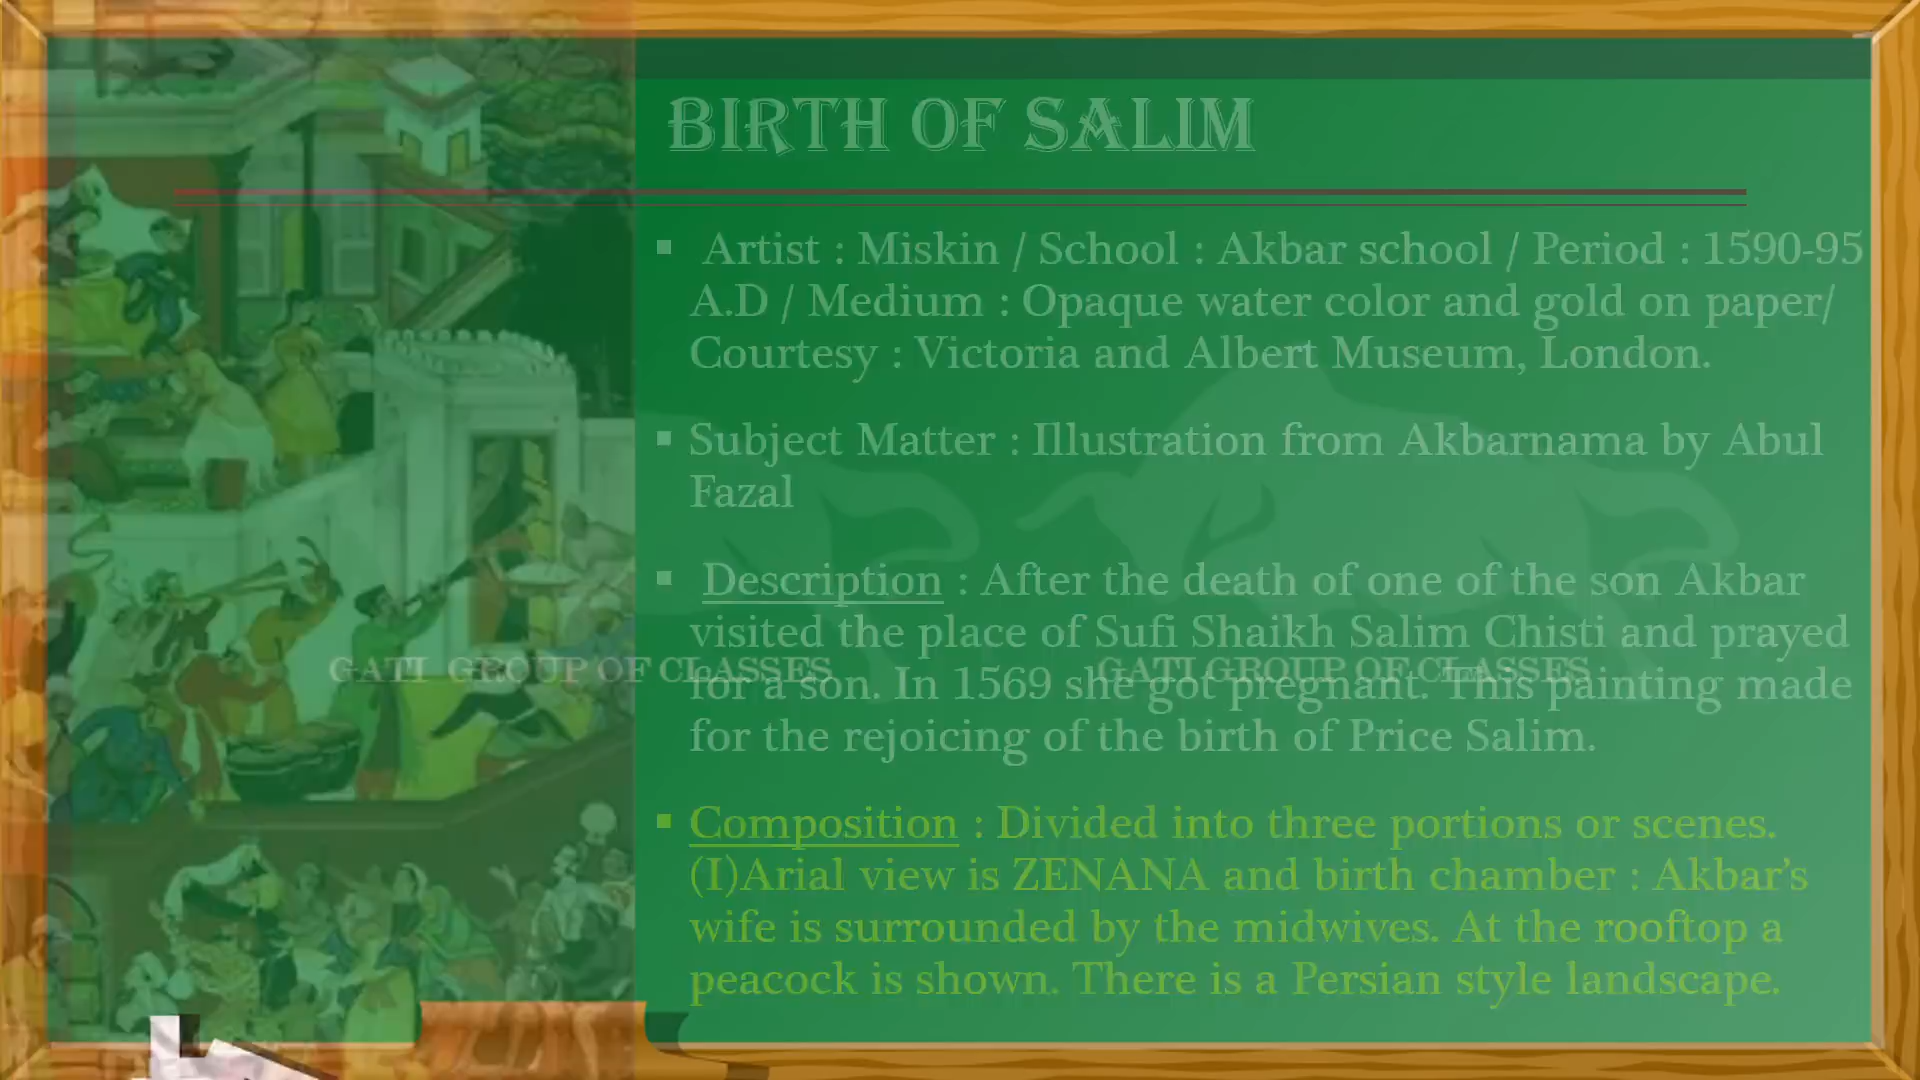 BIRTH OF SALIM
▪ Artist : Miskin / School : Akbar school / Period : 1590-95
A.D / Medium : Opaque water color and gold on paper/
Courtesy : Victoria and Albert Museum, London.
▪ Subject Matter : Illustration from Akbarnama by Abul
Fazal
▪ Description : After the death of one of the son Akbar
visited the place of Sufi Shaikh Salim Chisti and prayed
GATI GROUP OF CLASSES GATI GROUP OF CLASSES
for a son. In 1569 she got pregnant. This painting made
for the rejoicing of the birth of Price Salim.
▪ Composition : Divided into three portions or scenes.
(I)Arial view is ZENANA and birth chamber : Akbar’s
wife is surrounded by the midwives. At the rooftop a
peacock is shown. There is a Persian style landscape.